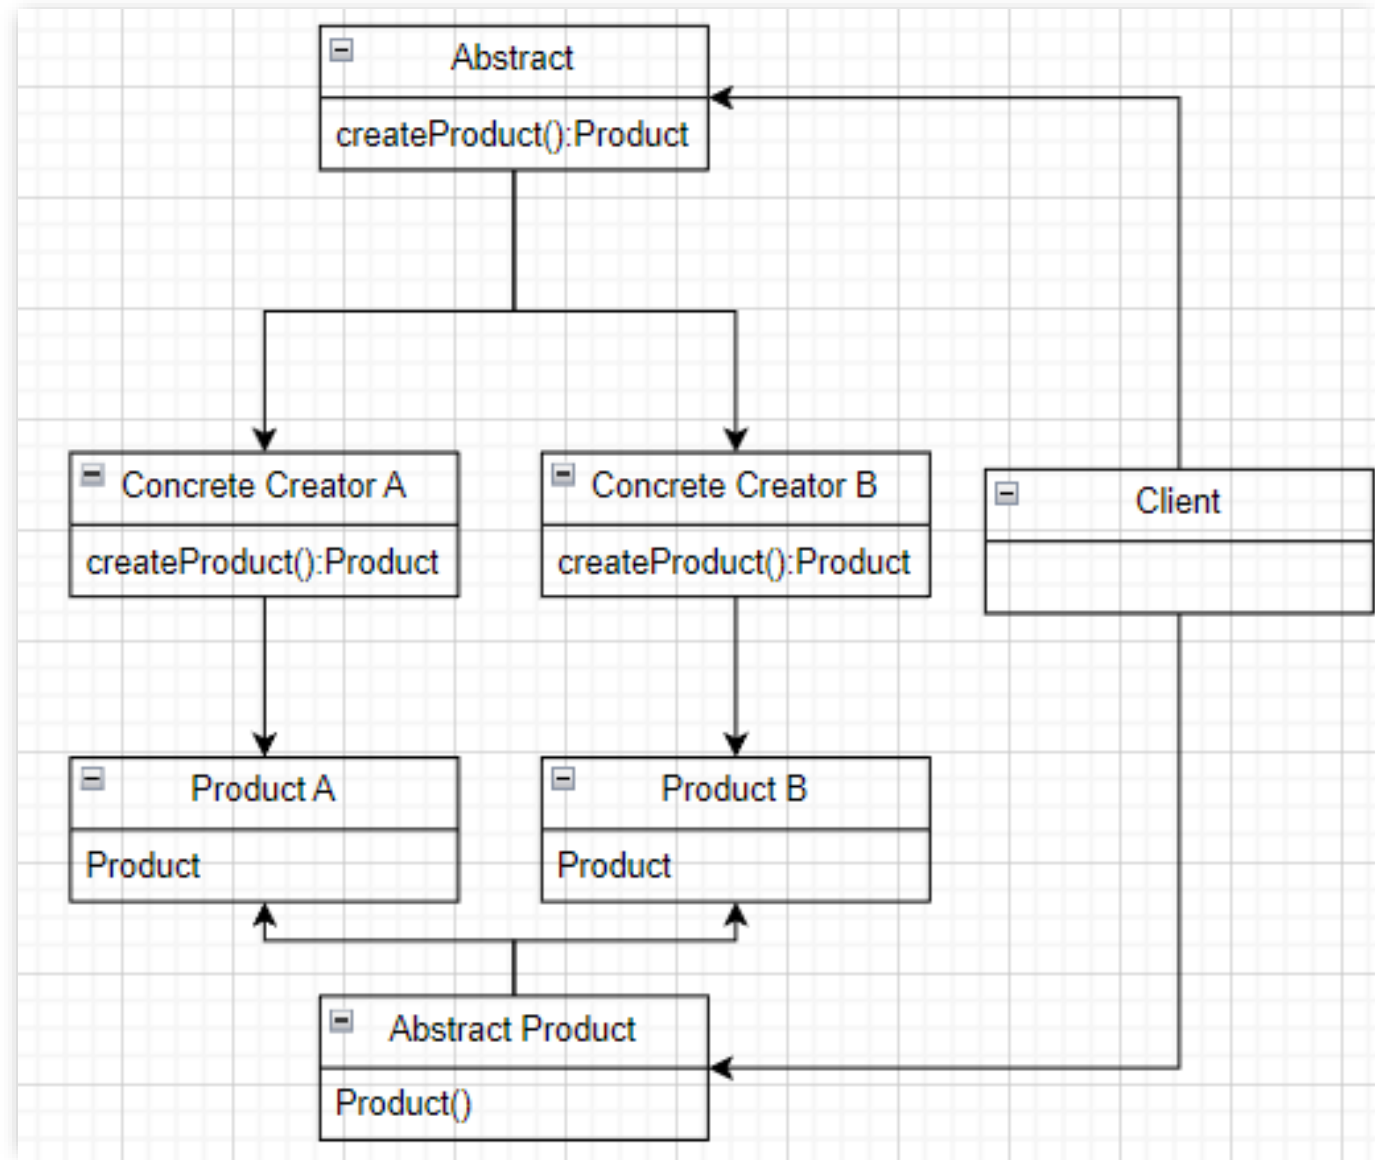 Abstract
createProduct():Product
Concrete Creator A
createProduct():Product
Concrete Creator B
createProduct():Product
Client
Product A
Product
Product B
Product
Abstract Product
Product()